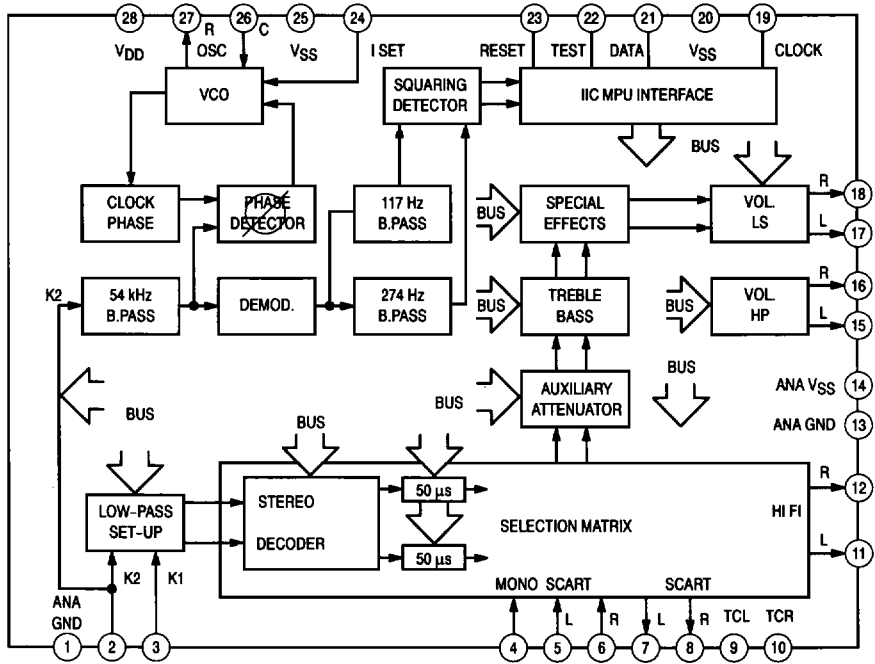 28 27 26 25 24 23 22 21 20 19
V_DD R OSC C V_SS I SET RESET TEST DATA V_SS CLOCK
VCO
SQUARING DETECTOR
IIC MPU INTERFACE
BUS
CLOCK PHASE
PHASE DETECTOR
117 Hz B.PASS
BUS
SPECIAL EFFECTS
VOL. LS
R 18
L 17
K2
54 kHz B.PASS
DEMOD.
274 Hz B.PASS
BUS
TREBLE BASS
BUS
VOL. HP
R 16
L 15
BUS
BUS
BUS
AUXILIARY ATTENUATOR
BUS
ANA V_SS 14
ANA GND 13
LOW-PASS SET-UP
STEREO
DECODER
50 µs
50 µs
SELECTION MATRIX
HI FI
R 12
L 11
K2
K1
MONO SCART
SCART
ANA GND
L R L R
TCL TCR
1 2 3 4 5 6 7 8 9 10